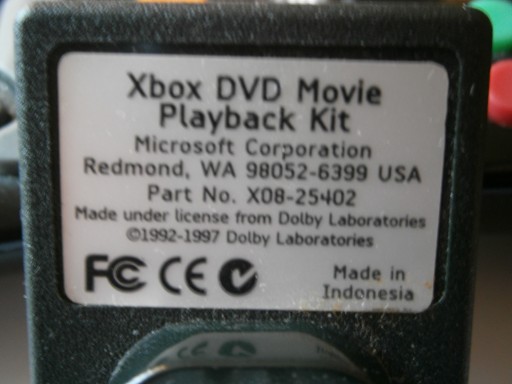 Xbox DVD Movie
Playback Kit
Microsoft Corporation
Redmond, WA 98052-6399 USA
Part No. X08-25402
Made under license from Dolby Laboratories
©1992-1997 Dolby Laboratories
FC CE
Made in
Indonesia